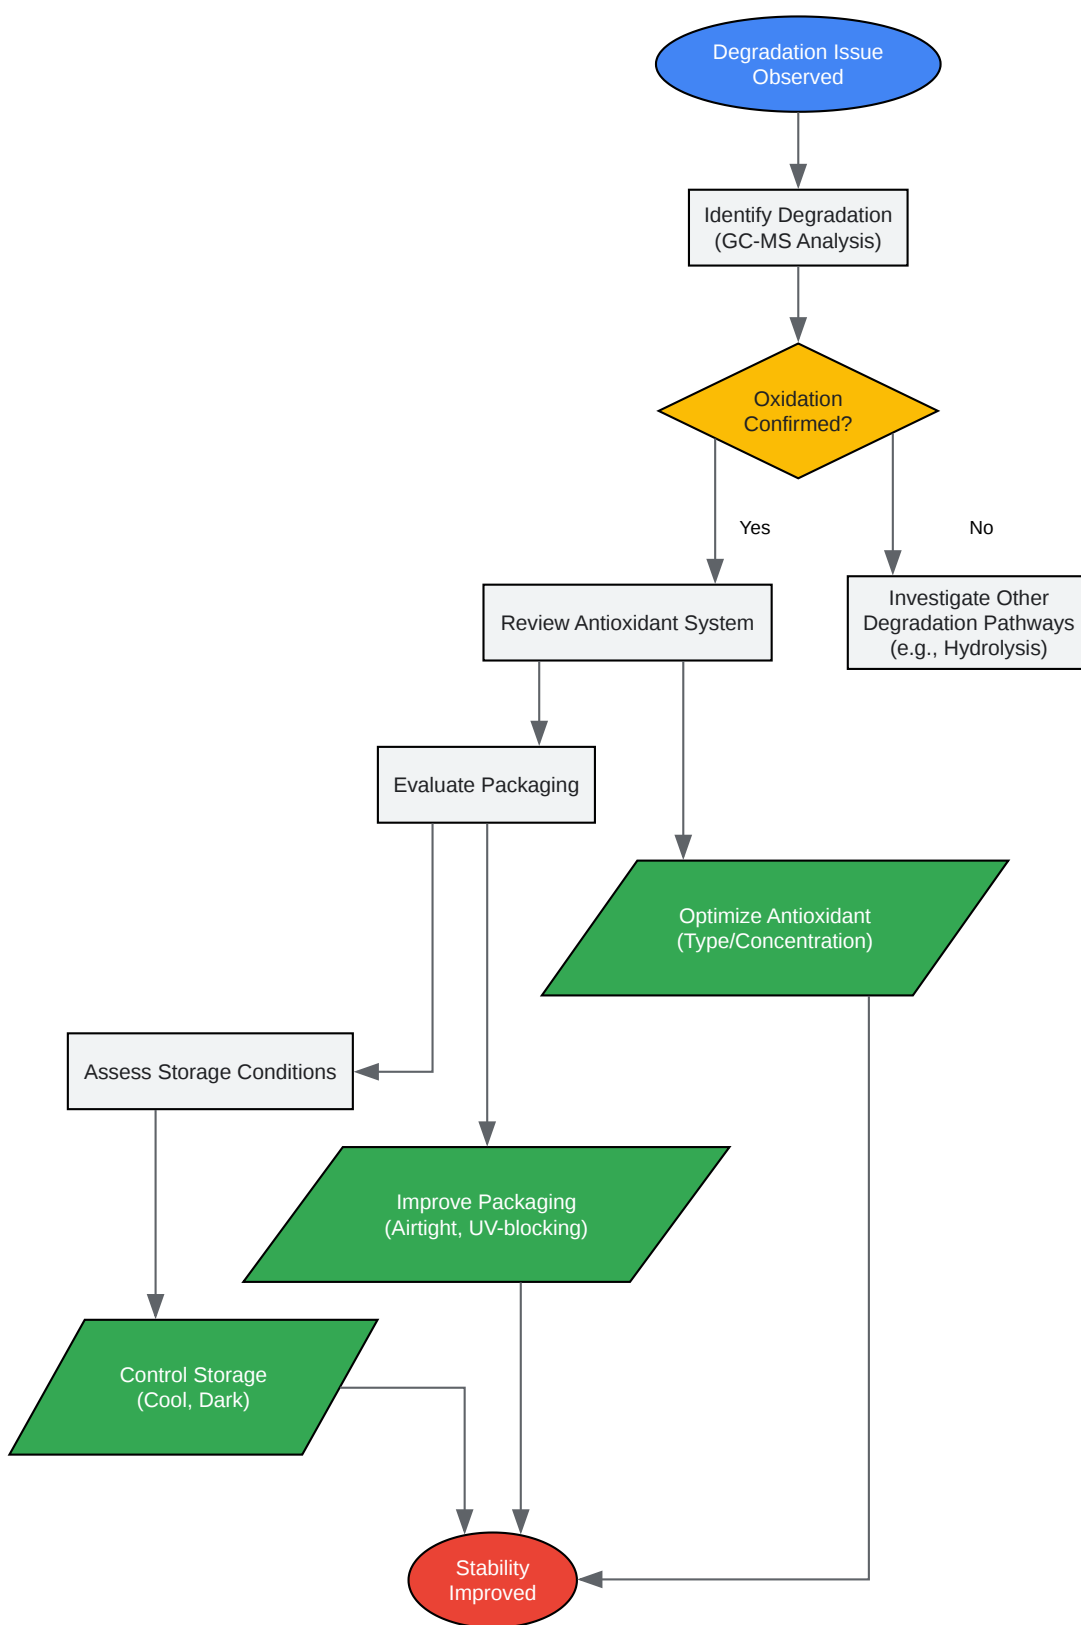 Degradation Issue
Observed
Identify Degradation
(GC-MS Analysis)
Oxidation
Confirmed?
Yes
No
Review Antioxidant System
Investigate Other
Degradation Pathways
(e.g., Hydrolysis)
Evaluate Packaging
Optimize Antioxidant
(Type/Concentration)
Assess Storage Conditions
Improve Packaging
(Airtight, UV-blocking)
Control Storage
(Cool, Dark)
Stability
Improved